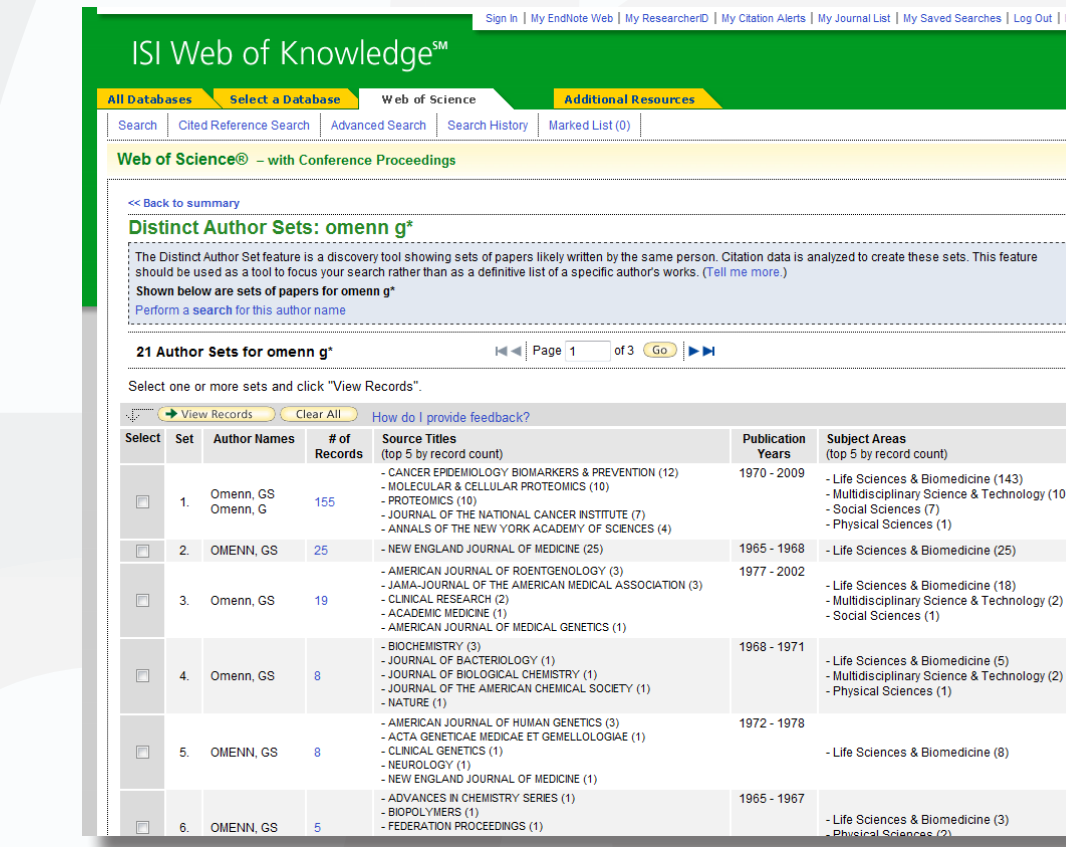 Sign In | My EndNote Web | My ResearcherID | My Citation Alerts | My Journal List | My Saved Searches | Log Out |
ISI Web of Knowledge℠
All Databases Select a Database Web of Science Additional Resources
Search | Cited Reference Search | Advanced Search | Search History | Marked List (0) |
Web of Science® – with Conference Proceedings
<< Back to summary
Distinct Author Sets: omenn g*
The Distinct Author Set feature is a discovery tool showing sets of papers likely written by the same person. Citation data is analyzed to create these sets. This feature
should be used as a tool to focus your search rather than as a definitive list of a specific author's works. (Tell me more.)
Shown below are sets of papers for omenn g*
Perform a search for this author name
21 Author Sets for omenn g* Page 1 of 3 Go
Select one or more sets and click "View Records".
View Records Clear All How do I provide feedback?
Select Set Author Names # of Records Source Titles (top 5 by record count) Publication Years Subject Areas (top 5 by record count)
1. Omenn, GS
Omenn, G
155
- CANCER EPIDEMIOLOGY BIOMARKERS & PREVENTION (12)
- MOLECULAR & CELLULAR PROTEOMICS (10)
- PROTEOMICS (10)
- JOURNAL OF THE NATIONAL CANCER INSTITUTE (7)
- ANNALS OF THE NEW YORK ACADEMY OF SCIENCES (4)
1970 - 2009
- Life Sciences & Biomedicine (143)
- Multidisciplinary Science & Technology (10
- Social Sciences (7)
- Physical Sciences (1)
2. OMENN, GS 25 - NEW ENGLAND JOURNAL OF MEDICINE (25) 1965 - 1968 - Life Sciences & Biomedicine (25)
3. Omenn, GS 19
- AMERICAN JOURNAL OF ROENTGENOLOGY (3)
- JAMA-JOURNAL OF THE AMERICAN MEDICAL ASSOCIATION (3)
- CLINICAL RESEARCH (2)
- ACADEMIC MEDICINE (1)
- AMERICAN JOURNAL OF MEDICAL GENETICS (1)
1977 - 2002
- Life Sciences & Biomedicine (18)
- Multidisciplinary Science & Technology (2)
- Social Sciences (1)
4. Omenn, GS 8
- BIOCHEMISTRY (3)
- JOURNAL OF BACTERIOLOGY (1)
- JOURNAL OF BIOLOGICAL CHEMISTRY (1)
- JOURNAL OF THE AMERICAN CHEMICAL SOCIETY (1)
- NATURE (1)
1968 - 1971
- Life Sciences & Biomedicine (5)
- Multidisciplinary Science & Technology (2)
- Physical Sciences (1)
5. OMENN, GS 8
- AMERICAN JOURNAL OF HUMAN GENETICS (3)
- ACTA GENETICAE MEDICAE ET GEMELLOLOGIAE (1)
- CLINICAL GENETICS (1)
- NEUROLOGY (1)
- NEW ENGLAND JOURNAL OF MEDICINE (1)
1972 - 1978
- Life Sciences & Biomedicine (8)
6. OMENN, GS 5
- ADVANCES IN CHEMISTRY SERIES (1)
- BIOPOLYMERS (1)
- FEDERATION PROCEEDINGS (1)
1965 - 1967
- Life Sciences & Biomedicine (3)
- Physical Sciences (2)